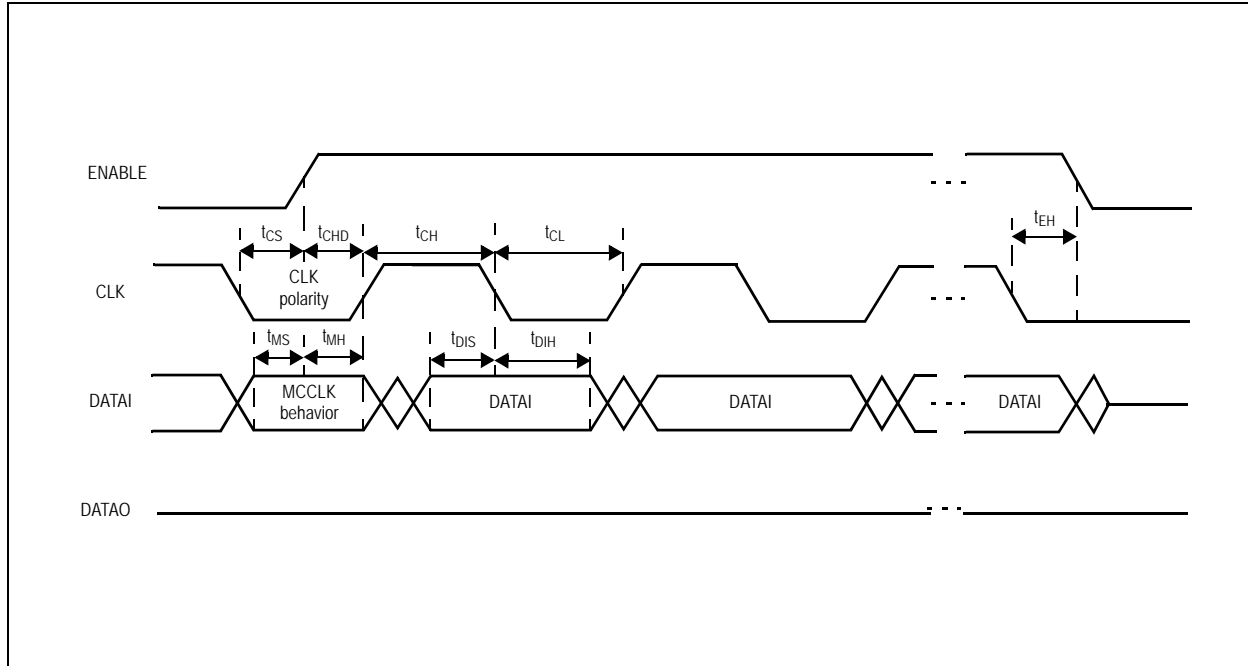 ENABLE
tCS
tCHD
tCH
tCL
tEH
CLK
CLK
polarity
tMS
tMH
tDIS
tDIH
DATAI
MCCLK
behavior
DATAI
DATAI
DATAI
DATAO